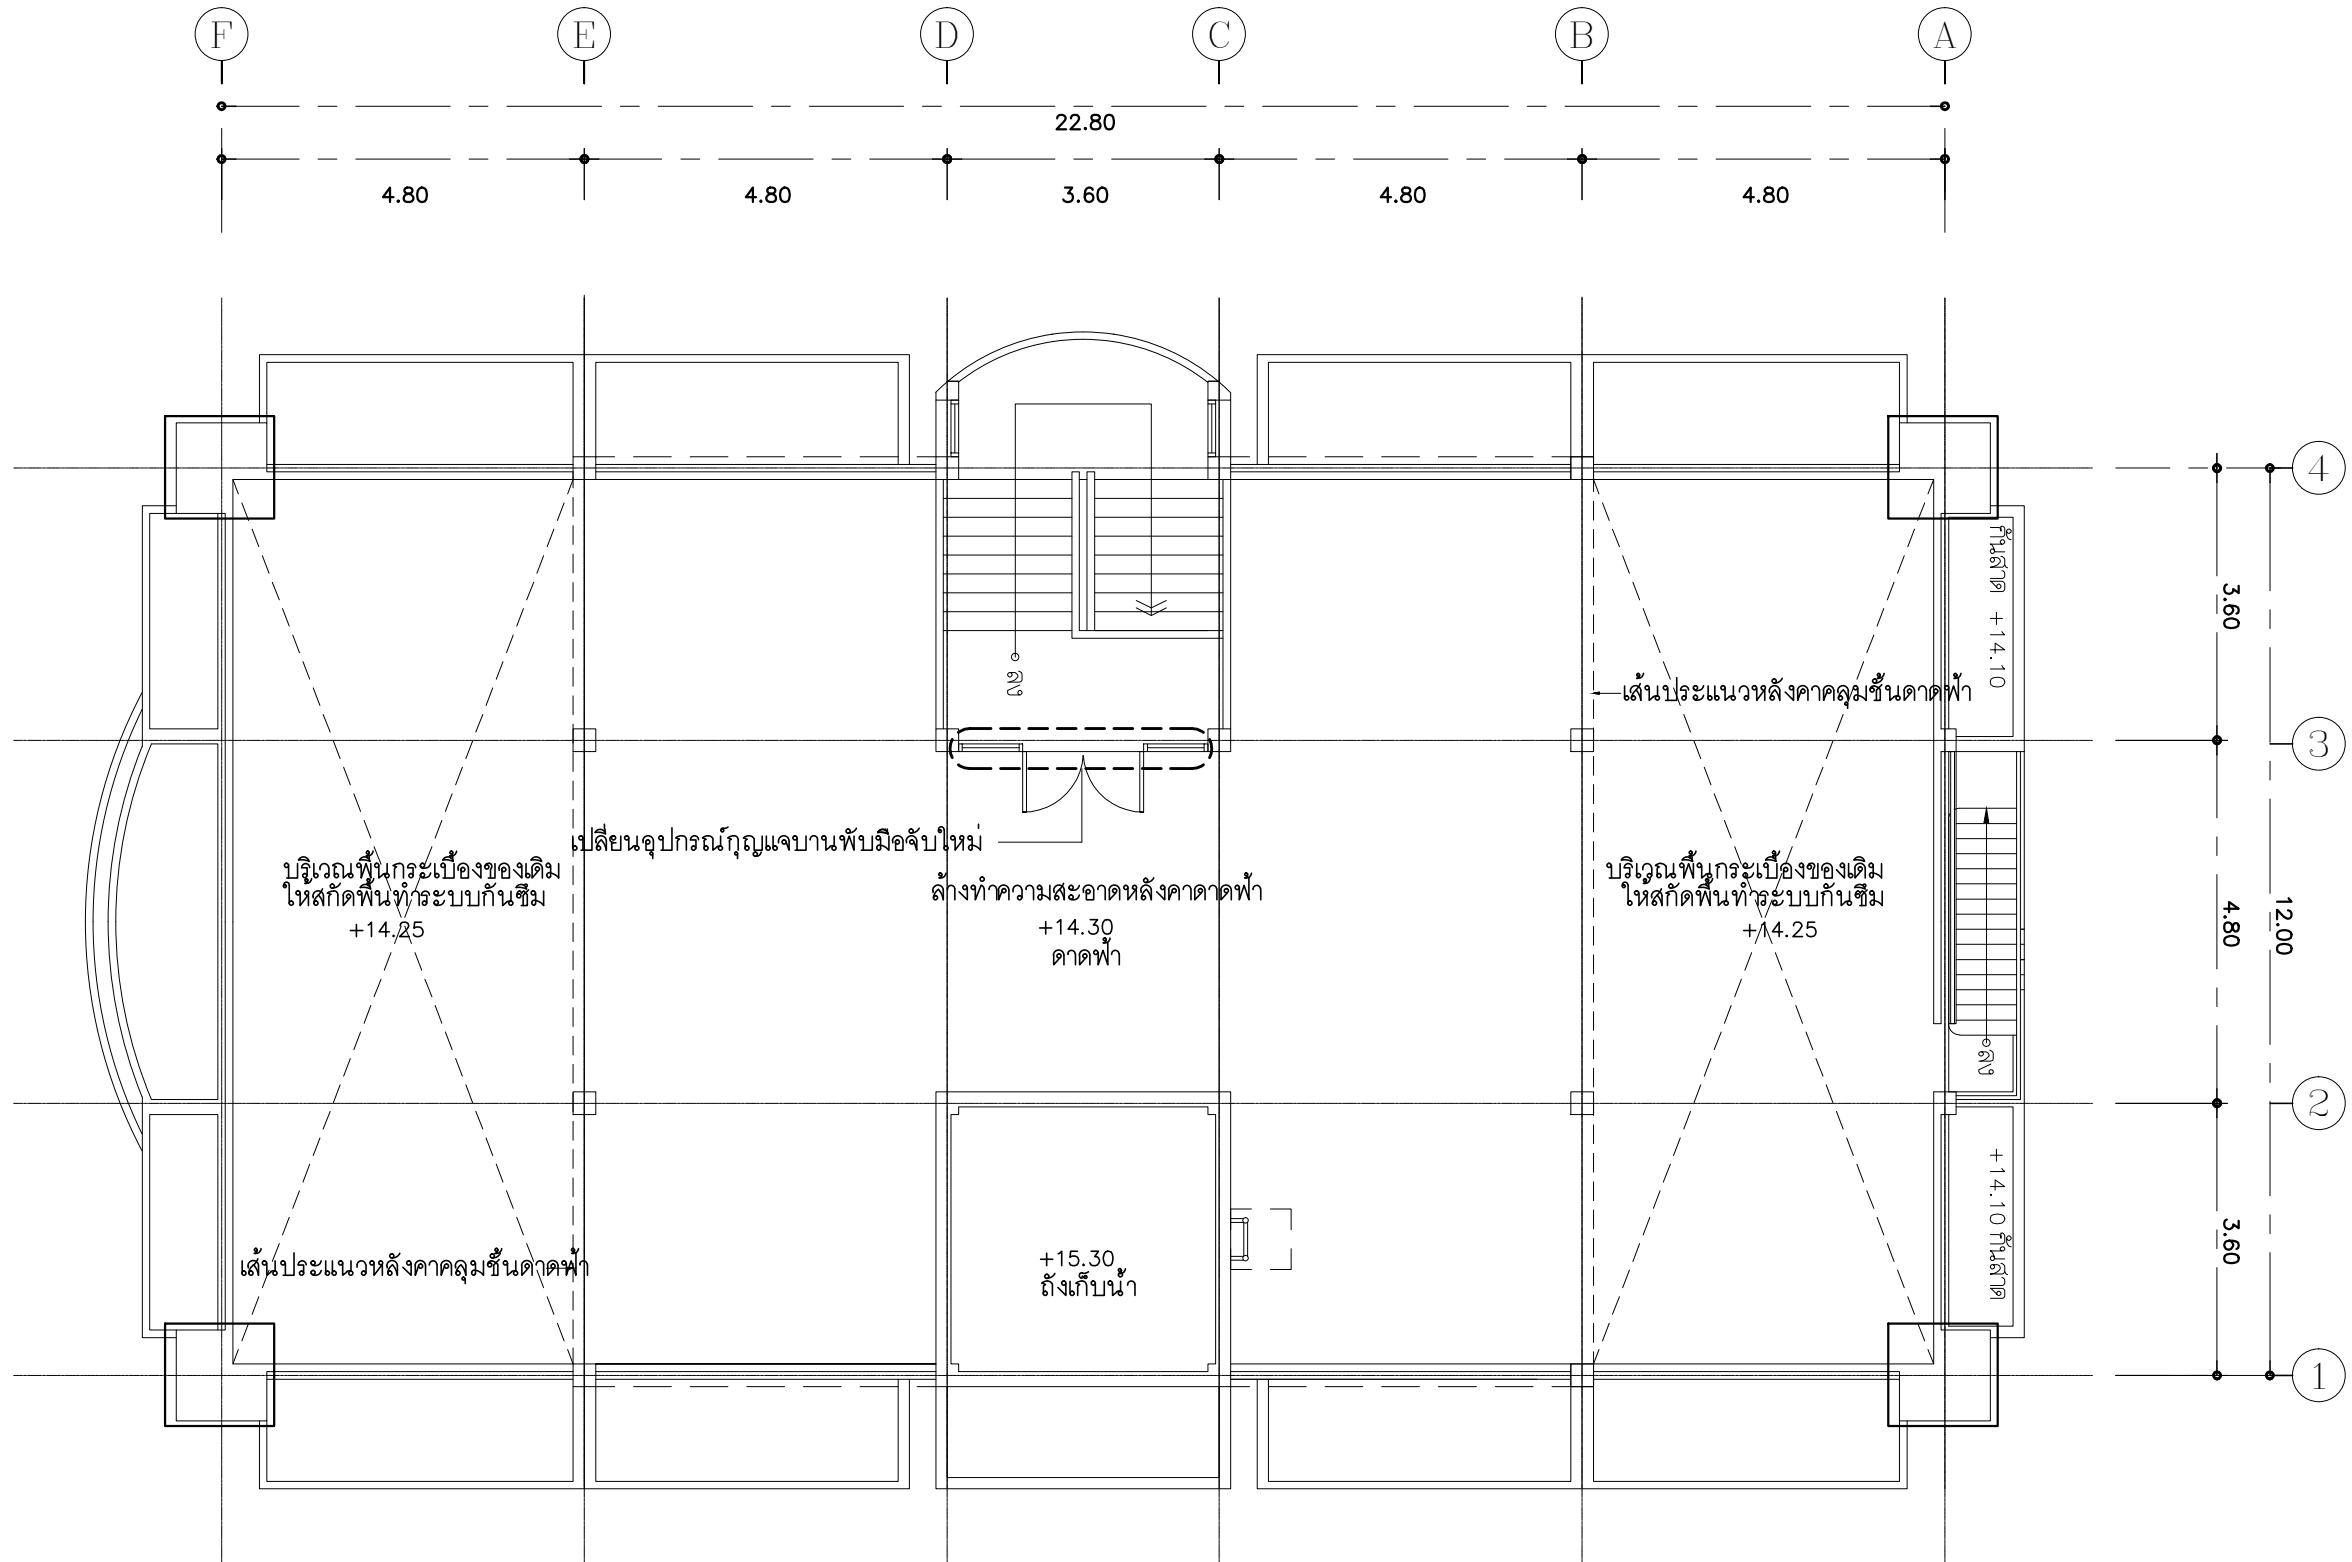 F E D C B A
22.80
4.80 4.80 3.60 4.80 4.80
4
3
2
1
3.60
4.80
3.60
12.00
กันสาด +14.10
ลง
เส้นประแนวหลังคาคลุมชั้นดาดฟ้า
เปลี่ยนอุปกรณ์กุญแจบานพับมือจับใหม่
บริเวณพื้นกระเบื้องของเดิม
ให้สกัดพื้นทำระบบกันซึม
+14.25
ล้างทำความสะอาดหลังคาดาดฟ้า
+14.30
ดาดฟ้า
บริเวณพื้นกระเบื้องของเดิม
ให้สกัดพื้นทำระบบกันซึม
+14.25
ลง
+14.10 กันสาด
เส้นประแนวหลังคาคลุมชั้นดาดฟ้า
+15.30
ถังเก็บน้ำ